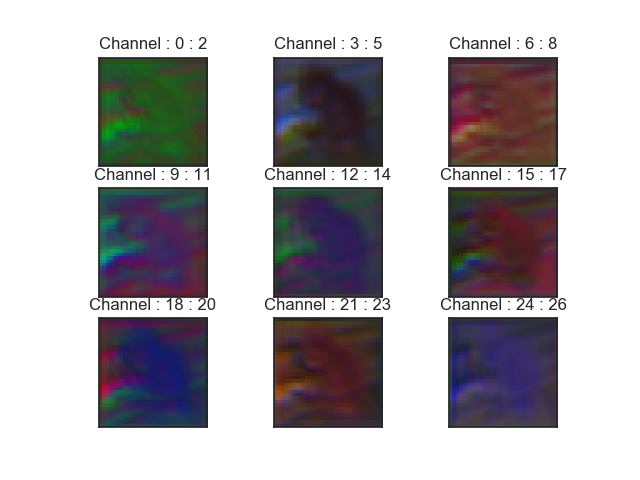 Channel : 0 : 2
Channel : 3 : 5
Channel : 6 : 8
Channel : 9 : 11
Channel : 12 : 14
Channel : 15 : 17
Channel : 18 : 20
Channel : 21 : 23
Channel : 24 : 26